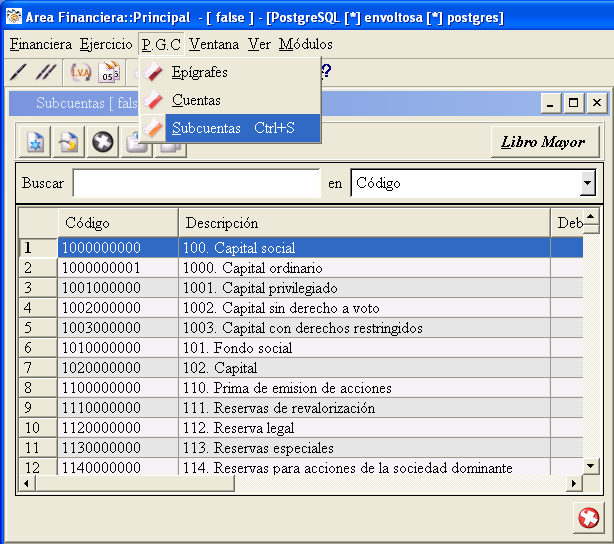 Area Financiera::Principal - [ false ] - [PostgreSQL [*] envoltosa [*] postgres]
Financiera Ejercicio P.G.C Ventana Ver Módulos
I.V.A 05 ?
Epígrafes
Cuentas
Subcuentas Ctrl+S
Subcuentas [ fals
Libro Mayor
Buscar en Código
Código Descripción Deb
1 1000000000 100. Capital social
2 1000000001 1000. Capital ordinario
3 1001000000 1001. Capital privilegiado
4 1002000000 1002. Capital sin derecho a voto
5 1003000000 1003. Capital con derechos restringidos
6 1010000000 101. Fondo social
7 1020000000 102. Capital
8 1100000000 110. Prima de emision de acciones
9 1110000000 111. Reservas de revalorización
10 1120000000 112. Reserva legal
11 1130000000 113. Reservas especiales
12 1140000000 114. Reservas para acciones de la sociedad dominante